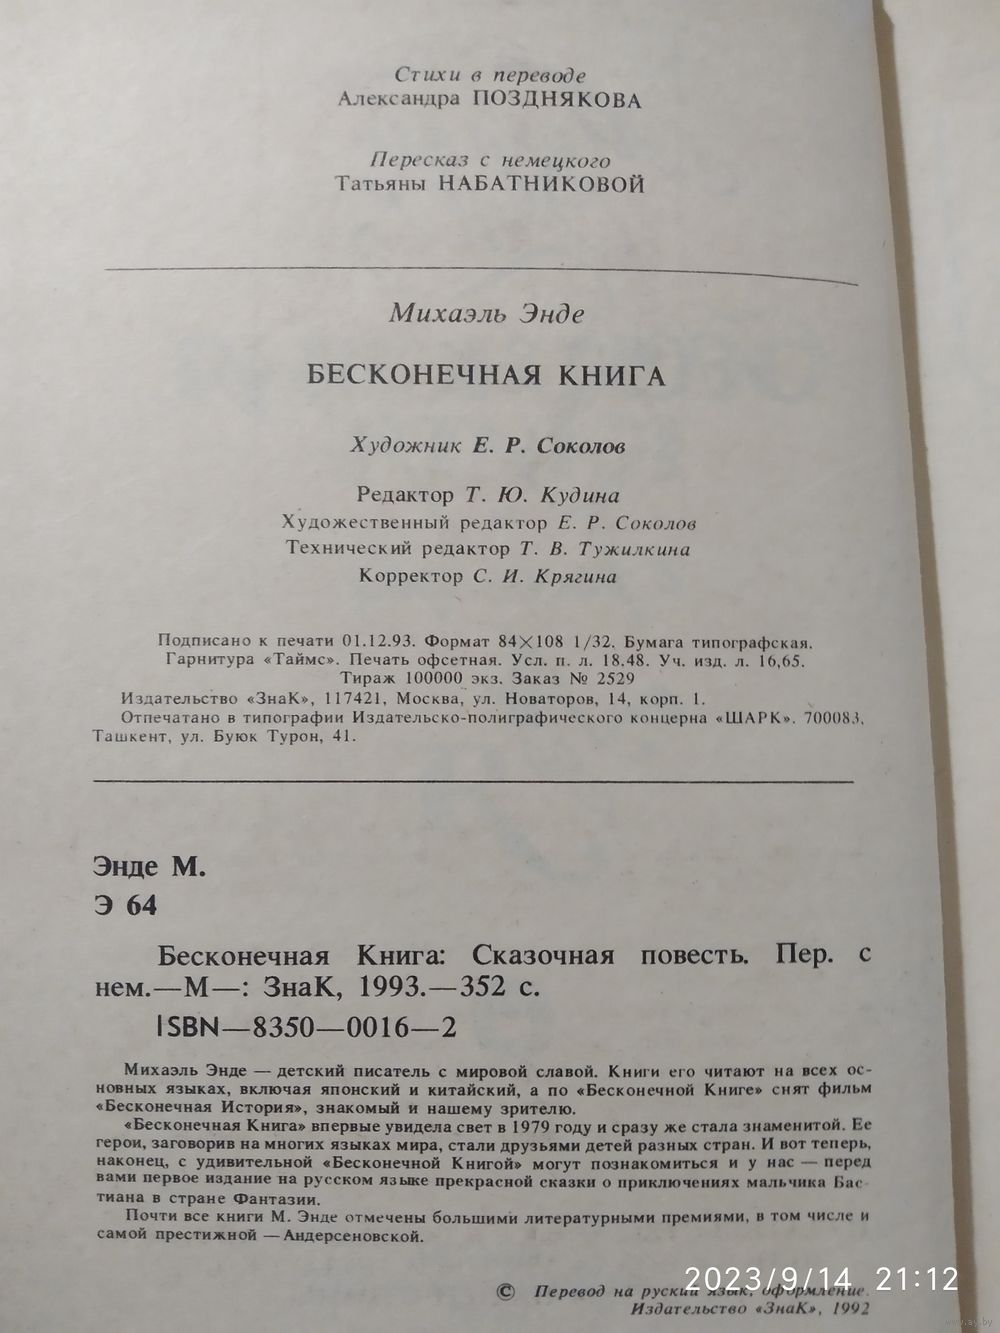 Стихи в переводе
Александра ПОЗДНЯКОВА
Пересказ с немецкого
Татьяны НАБАТНИКОВОЙ
Михаэль Энде
БЕСКОНЕЧНАЯ КНИГА
Художник Е. Р. Соколов
Редактор Т. Ю. Кудина
Художественный редактор Е. Р. Соколов
Технический редактор Т. В. Тужилкина
Корректор С. И. Крягина
Подписано к печати 01.12.93. Формат 84×108 1/32. Бумага типографская.
Гарнитура «Таймс». Печать офсетная. Усл. п. л. 18,48. Уч. изд. л. 16,65.
Тираж 100000 экз. Заказ № 2529
Издательство «ЗнаК», 117421, Москва, ул. Новаторов, 14, корп. 1.
Отпечатано в типографии Издательско-полиграфического концерна «ШАРК». 700083,
Ташкент, ул. Буюк Турон, 41.
Энде М.
Э 64
Бесконечная Книга: Сказочная повесть. Пер. с
нем.—М—: ЗнаК, 1993.—352 с.
ISBN—8350—0016—2
Михаэль Энде — детский писатель с мировой славой. Книги его читают на всех ос-
новных языках, включая японский и китайский, а по «Бесконечной Книге» снят фильм
«Бесконечная История», знакомый и нашему зрителю.
«Бесконечная Книга» впервые увидела свет в 1979 году и сразу же стала знаменитой. Ее
герои, заговорив на многих языках мира, стали друзьями детей разных стран. И вот теперь,
наконец, с удивительной «Бесконечной Книгой» могут познакомиться и у нас — перед
вами первое издание на русском языке прекрасной сказки о приключениях мальчика Бас-
тиана в стране Фантазии.
Почти все книги М. Энде отмечены большими литературными премиями, в том числе и
самой престижной — Андерсеновской.
© Перевод на руский язык, оформление.
Издательство «ЗнаК», 1992
2023/9/14 21:12
www.ay.by